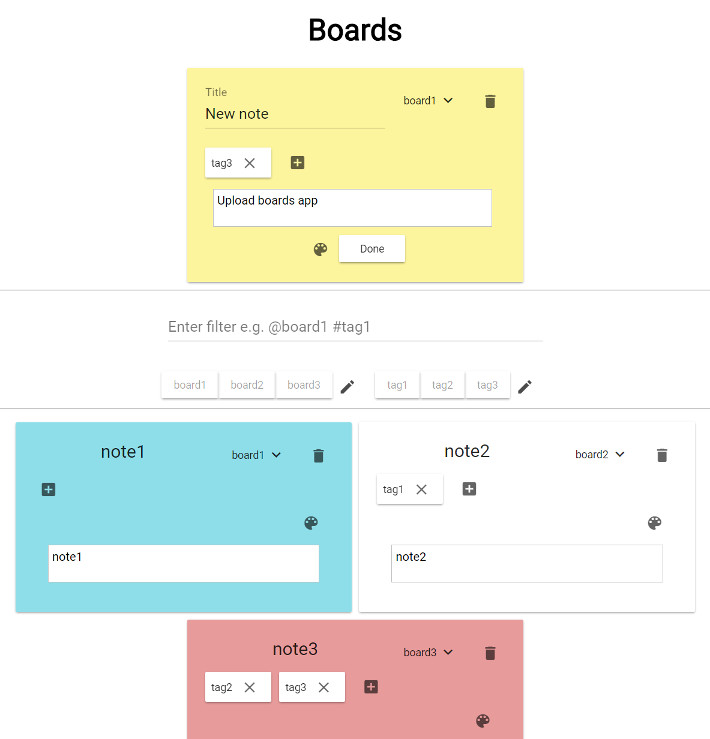 Boards
Title
New note
board1
tag3
Upload boards app
Done
Enter filter e.g. @board1 #tag1
board1 board2 board3 tag1 tag2 tag3
note1 board1
note1
note2 board2
tag1
note2
note3 board3
tag2 tag3